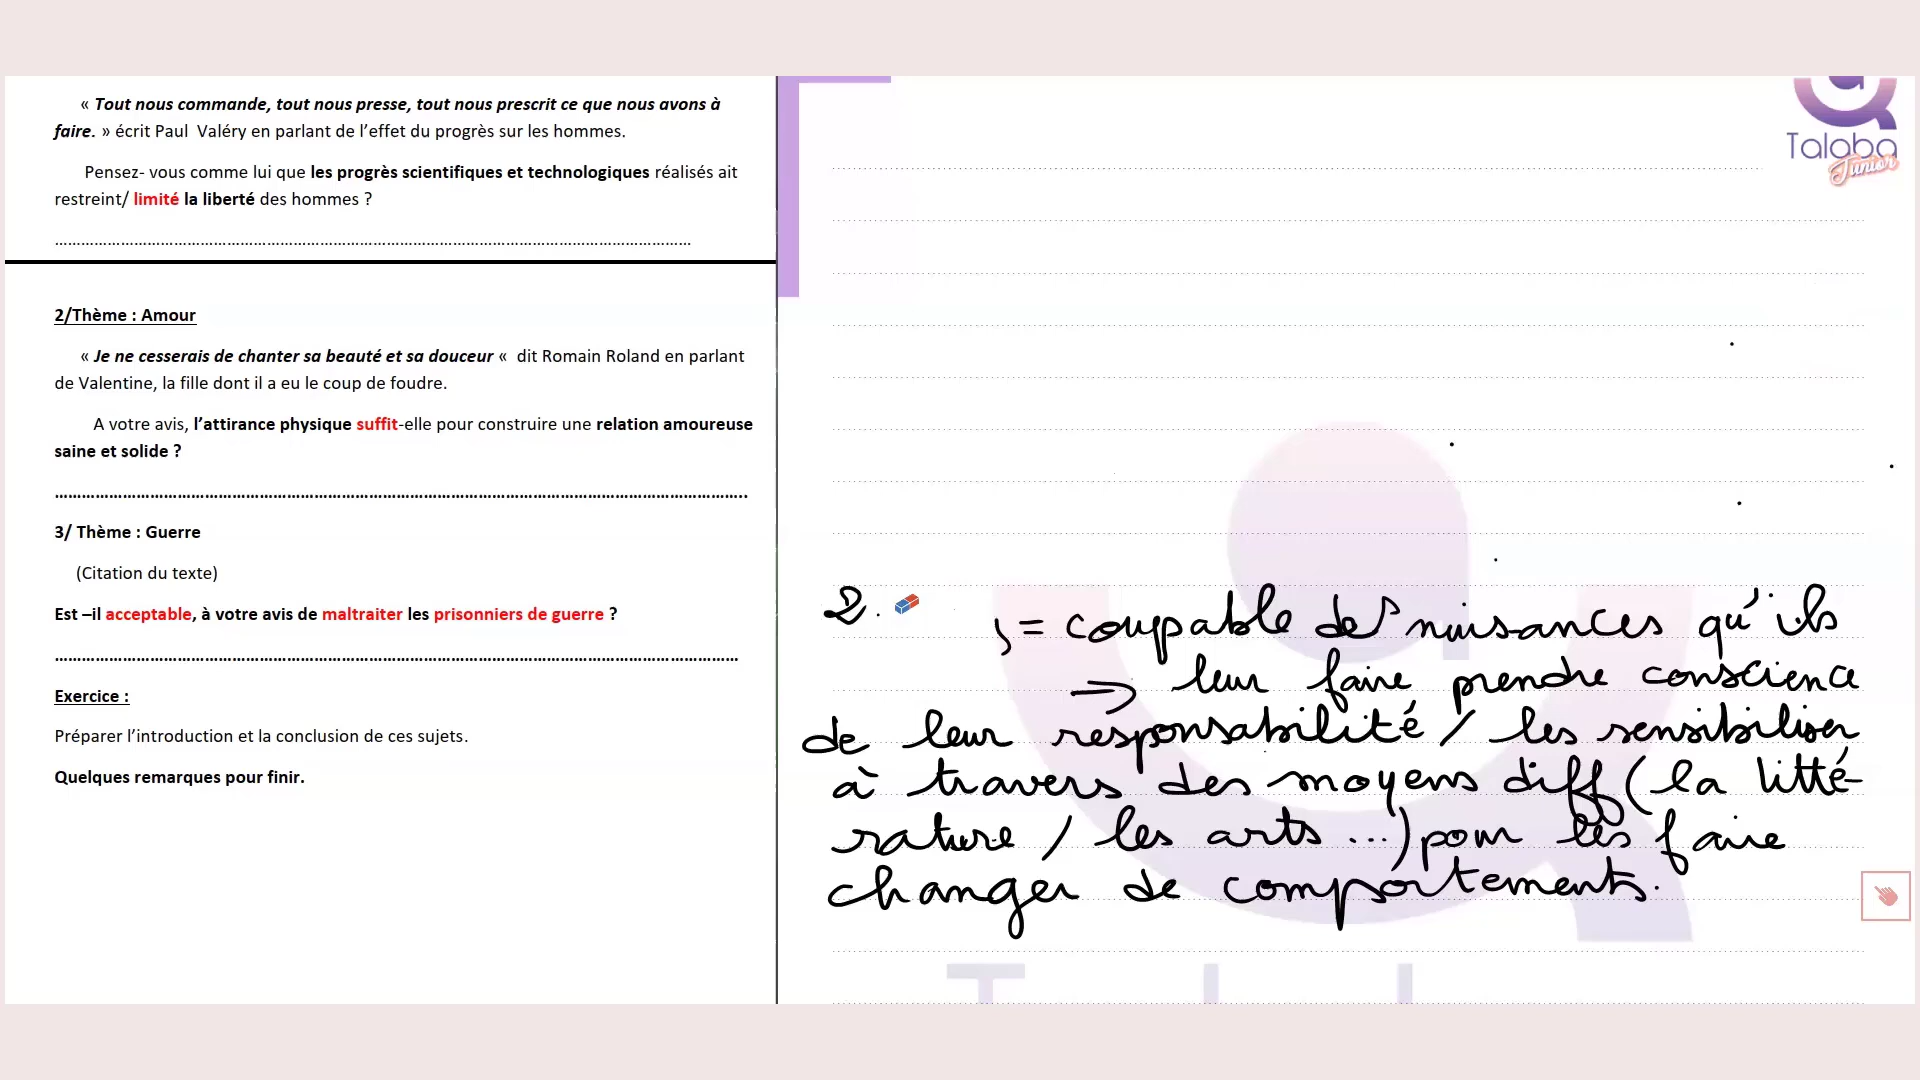 « Tout nous commande, tout nous presse, tout nous prescrit ce que nous avons à
faire. » écrit Paul Valéry en parlant de l’effet du progrès sur les hommes.
Pensez- vous comme lui que les progrès scientifiques et technologiques réalisés ait
restreint/ limité la liberté des hommes ?
2/Thème : Amour
« Je ne cesserais de chanter sa beauté et sa douceur « dit Romain Roland en parlant
de Valentine, la fille dont il a eu le coup de foudre.
A votre avis, l’attirance physique suffit-elle pour construire une relation amoureuse
saine et solide ?
3/ Thème : Guerre
(Citation du texte)
Est –il acceptable, à votre avis de maltraiter les prisonniers de guerre ?
Exercice :
Préparer l’introduction et la conclusion de ces sujets.
Quelques remarques pour finir.
Talaba
Junior
2.
= coupable des nuisances qu'ils
→ leur faire prendre conscience
de leur responsabilité / les sensibiliser
à travers des moyens diff (la litté-
rature / les arts ...) pour les faire
changer de comportements.